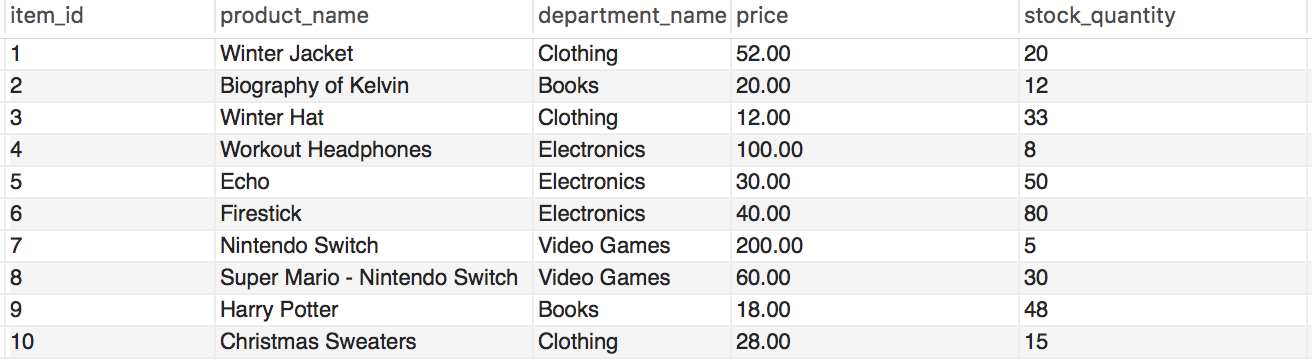 item_id product_name department_name price stock_quantity
1 Winter Jacket Clothing 52.00 20
2 Biography of Kelvin Books 20.00 12
3 Winter Hat Clothing 12.00 33
4 Workout Headphones Electronics 100.00 8
5 Echo Electronics 30.00 50
6 Firestick Electronics 40.00 80
7 Nintendo Switch Video Games 200.00 5
8 Super Mario - Nintendo Switch Video Games 60.00 30
9 Harry Potter Books 18.00 48
10 Christmas Sweaters Clothing 28.00 15